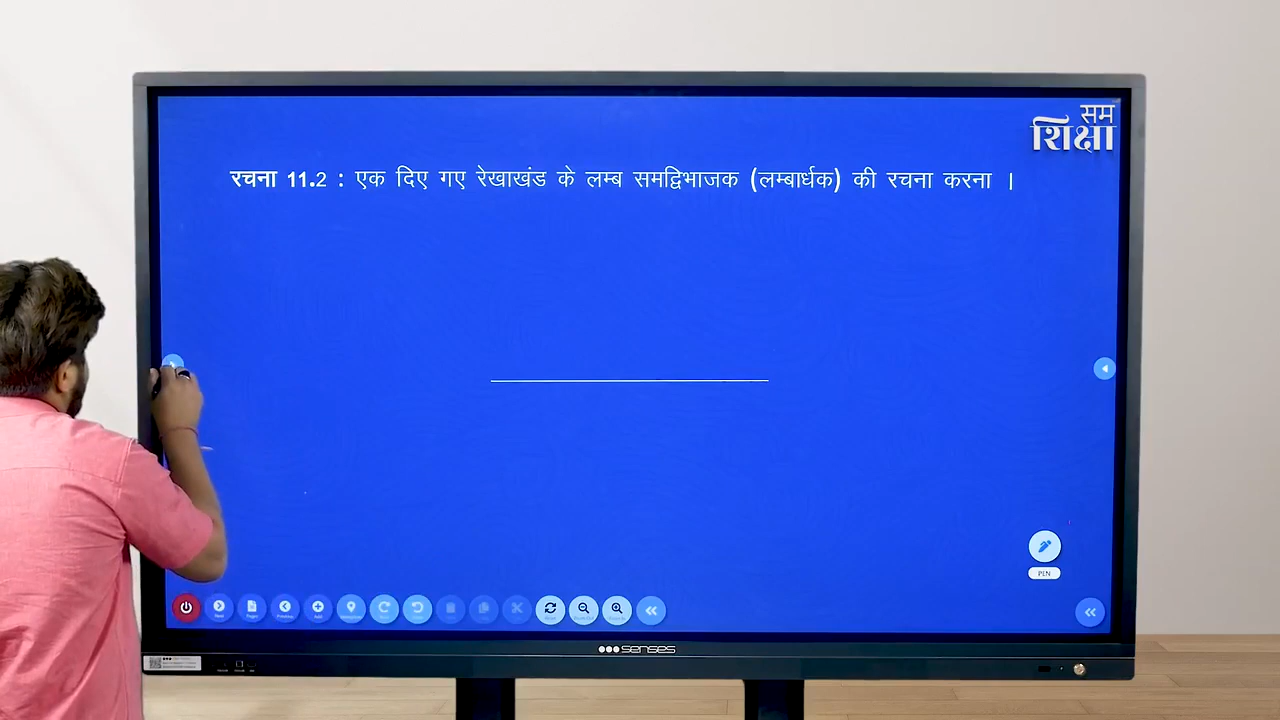 सम
शिक्षा
रचना 11.2 : एक दिए गए रेखाखंड के लम्ब समद्विभाजक (लम्बार्धक) की रचना करना ।
PEN
senses